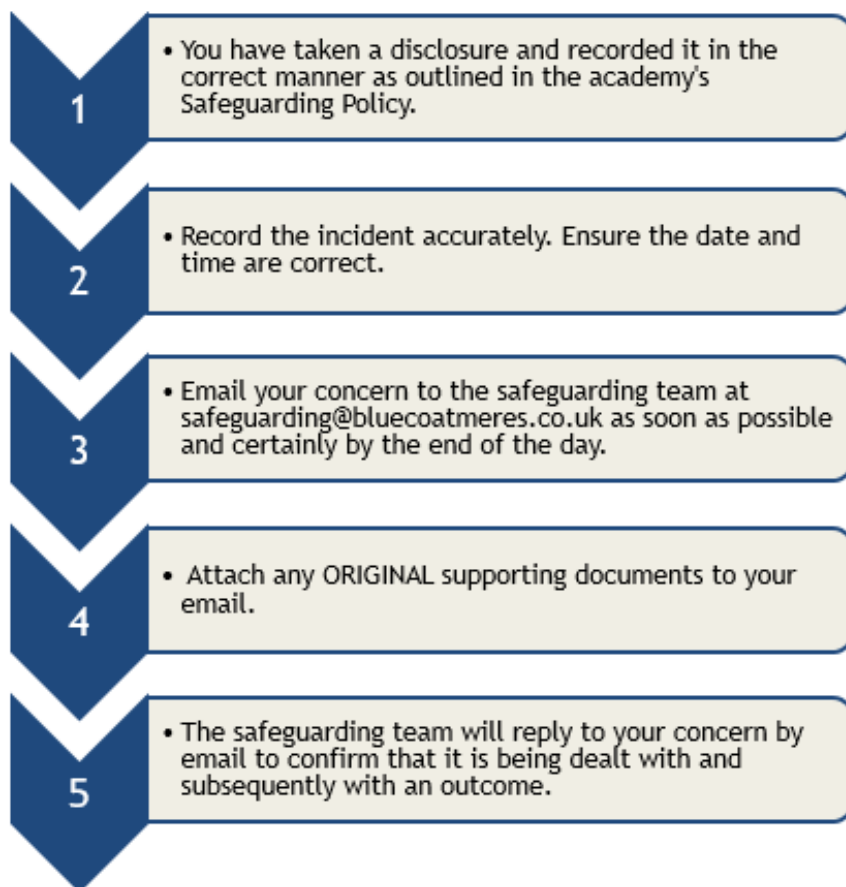 1
• You have taken a disclosure and recorded it in the
correct manner as outlined in the academy's
Safeguarding Policy.
2
• Record the incident accurately. Ensure the date and
time are correct.
3
• Email your concern to the safeguarding team at
safeguarding@bluecoatmeres.co.uk as soon as possible
and certainly by the end of the day.
4
• Attach any ORIGINAL supporting documents to your
email.
5
• The safeguarding team will reply to your concern by
email to confirm that it is being dealt with and
subsequently with an outcome.